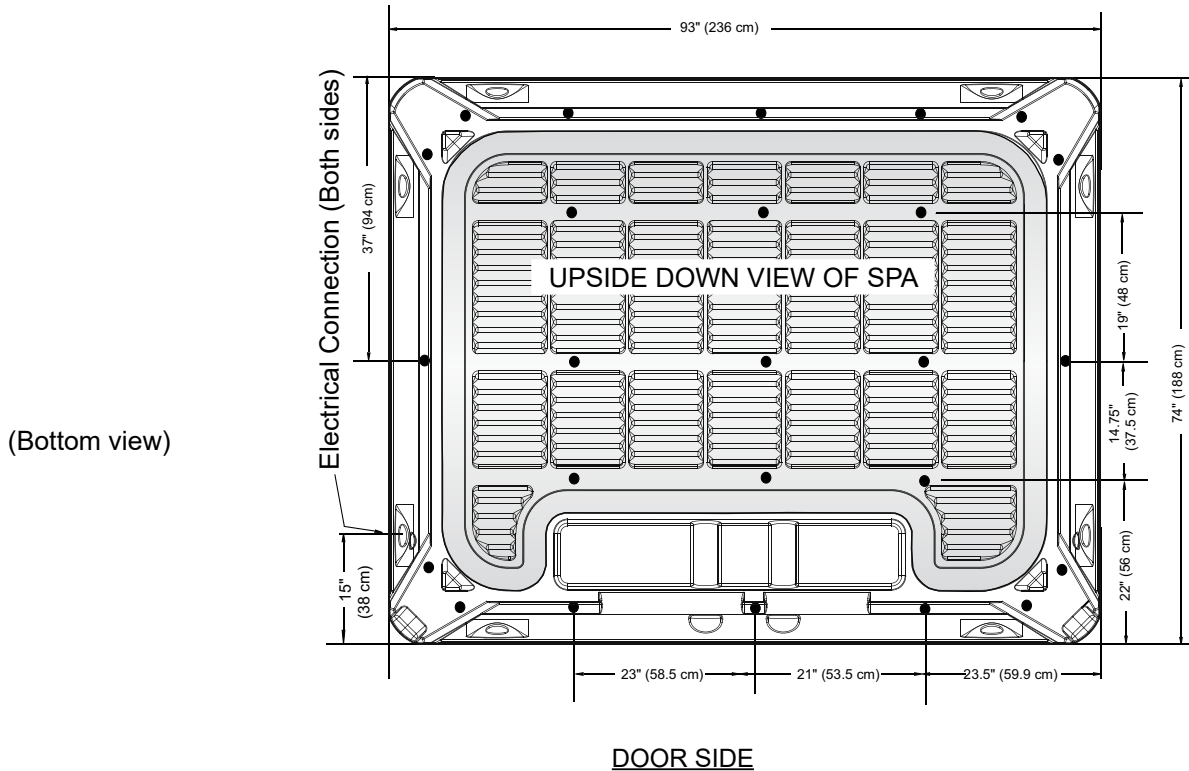 93" (236 cm)
Electrical Connection (Both sides)
37" (94 cm)
UPSIDE DOWN VIEW OF SPA
19" (48 cm)
74" (188 cm)
14.75"
(37.5 cm)
(Bottom view)
15"
(38 cm)
22" (56 cm)
23" (58.5 cm)
21" (53.5 cm)
23.5" (59.9 cm)
DOOR SIDE